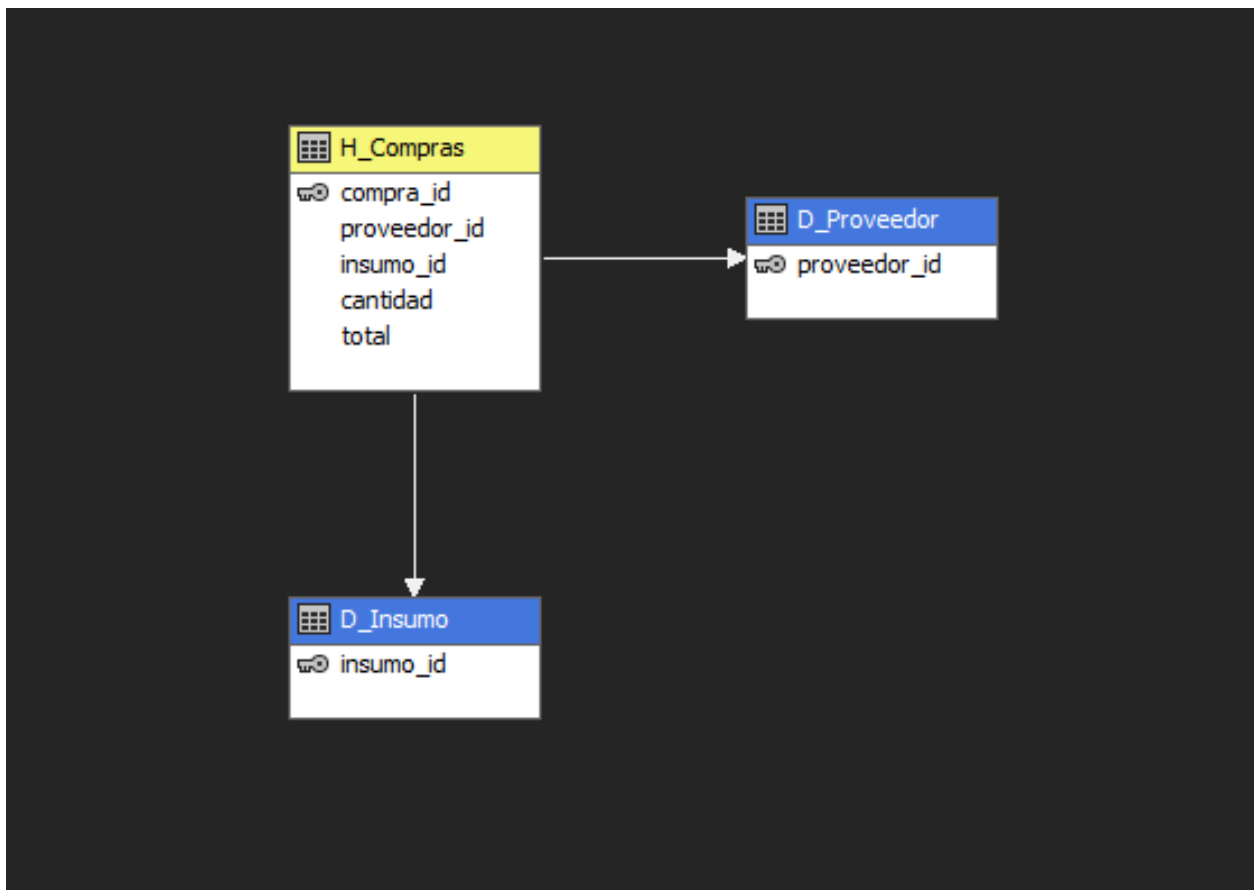 H_Compras
compra_id
proveedor_id
insumo_id
cantidad
total
D_Proveedor
proveedor_id
D_Insumo
insumo_id